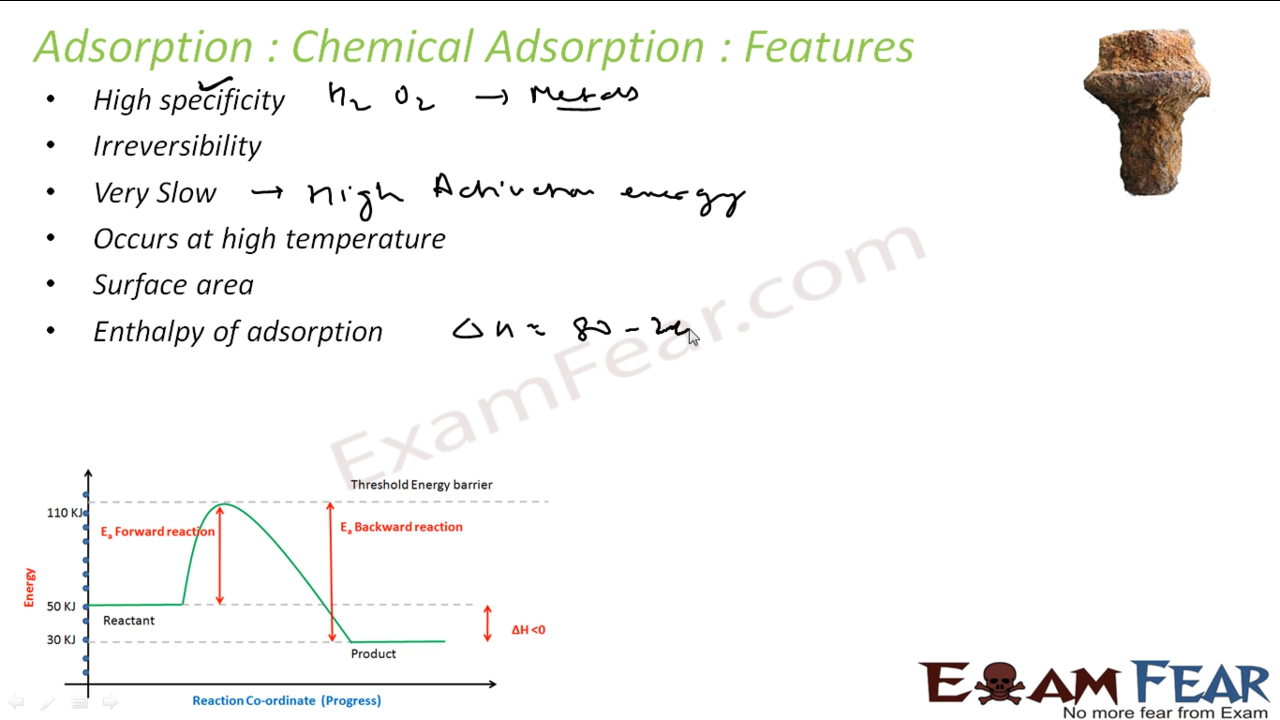 Adsorption : Chemical Adsorption : Features
• High specificity H2 O2 → Metals
• Irreversibility
• Very Slow → High Activation energy
• Occurs at high temperature
• Surface area
• Enthalpy of adsorption ΔH = 80 -
ExamFear.com
Threshold Energy barrier
110 KJ
Ea Forward reaction
Ea Backward reaction
Energy
50 KJ
Reactant
ΔH <0
30 KJ
Product
Reaction Co-ordinate (Progress)
EXAM FEAR
No more fear from Exam